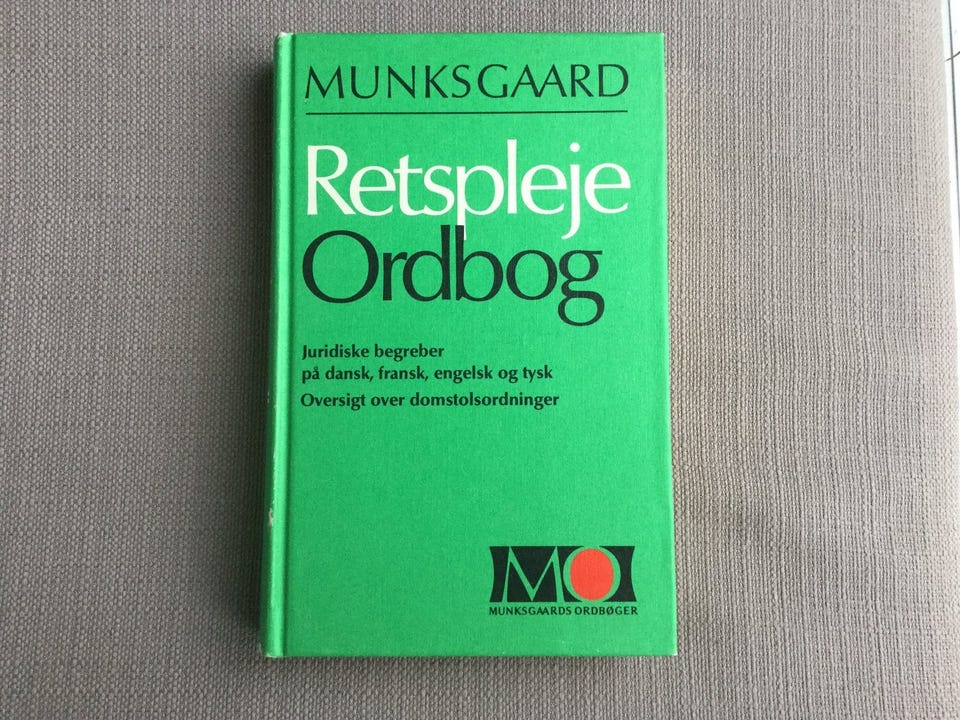 MUNKSGAARD
Retspleje
Ordbog
Juridiske begreber
på dansk, fransk, engelsk og tysk
Oversigt over domstolsordninger
MO
MUNKSGAARDS ORDBØGER